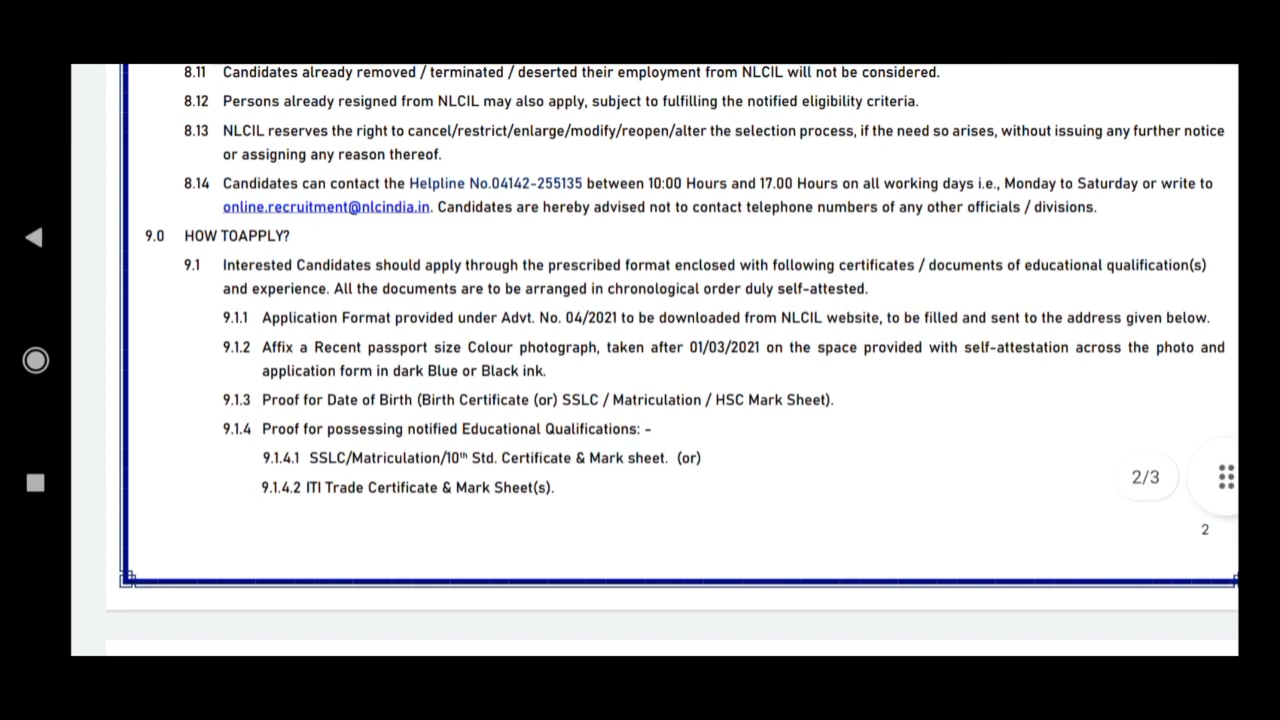 8.11 Candidates already removed / terminated / deserted their employment from NLCIL will not be considered.
8.12 Persons already resigned from NLCIL may also apply, subject to fulfilling the notified eligibility criteria.
8.13 NLCIL reserves the right to cancel/restrict/enlarge/modify/reopen/alter the selection process, if the need so arises, without issuing any further notice
or assigning any reason thereof.
8.14 Candidates can contact the Helpline No.04142-255135 between 10:00 Hours and 17.00 Hours on all working days i.e., Monday to Saturday or write to
online.recruitment@nlcindia.in. Candidates are hereby advised not to contact telephone numbers of any other officials / divisions.
9.0 HOW TOAPPLY?
9.1 Interested Candidates should apply through the prescribed format enclosed with following certificates / documents of educational qualification(s)
and experience. All the documents are to be arranged in chronological order duly self-attested.
9.1.1 Application Format provided under Advt. No. 04/2021 to be downloaded from NLCIL website, to be filled and sent to the address given below.
9.1.2 Affix a Recent passport size Colour photograph, taken after 01/03/2021 on the space provided with self-attestation across the photo and
application form in dark Blue or Black ink.
9.1.3 Proof for Date of Birth (Birth Certificate (or) SSLC / Matriculation / HSC Mark Sheet).
9.1.4 Proof for possessing notified Educational Qualifications: -
9.1.4.1 SSLC/Matriculation/10th Std. Certificate & Mark sheet. (or)
9.1.4.2 ITI Trade Certificate & Mark Sheet(s).
2/3
2